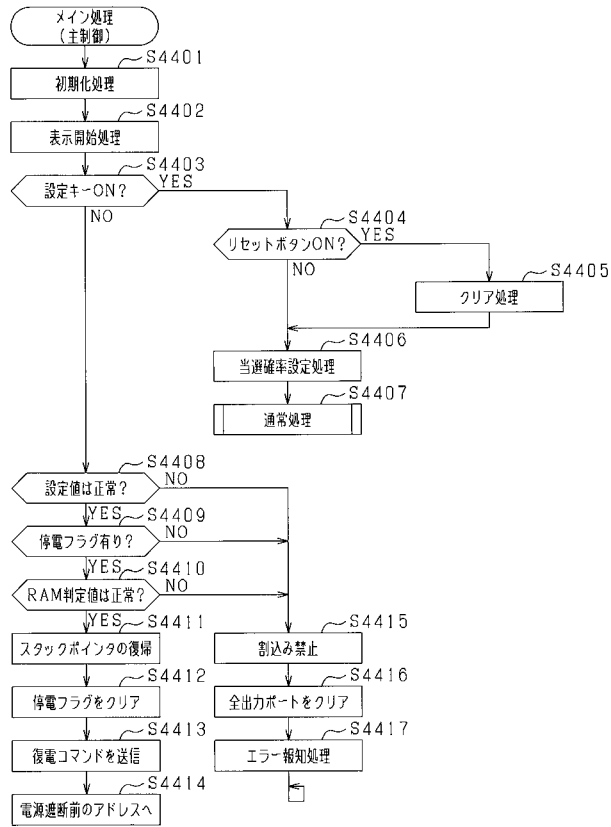 メイン処理
(主制御)
S4401
初期化処理
S4402
表示開始処理
S4403
設定キーON?
YES
NO
S4404
リセットボタンON?
YES
NO
S4405
クリア処理
S4406
当選確率設定処理
S4407
通常処理
S4408
設定値は正常?
NO
YES
S4409
停電フラグ有り?
NO
YES
S4410
RAM判定値は正常?
NO
YES
S4411
スタックポインタの復帰
S4412
停電フラグをクリア
S4413
復電コマンドを送信
S4414
電源遮断前のアドレスへ
S4415
割込み禁止
S4416
全出力ポートをクリア
S4417
エラー報知処理